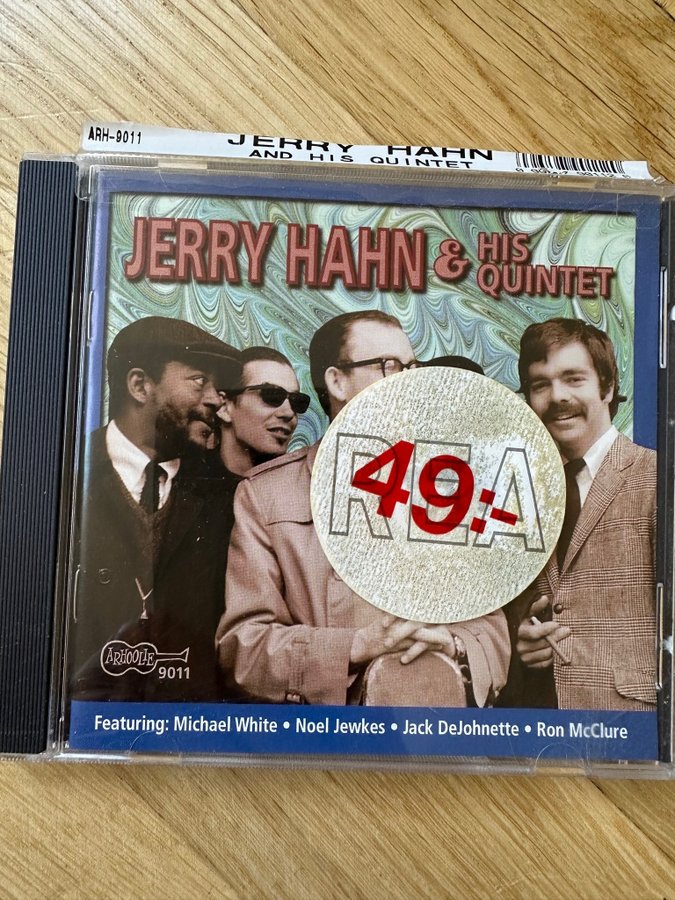 ARH-9011
JERRY HAHN
AND HIS QUINTET
JERRY HAHN & HIS QUINTET
REA
49:-
ARHOOLIE
9011
Featuring: Michael White • Noel Jewkes • Jack DeJohnette • Ron McClure